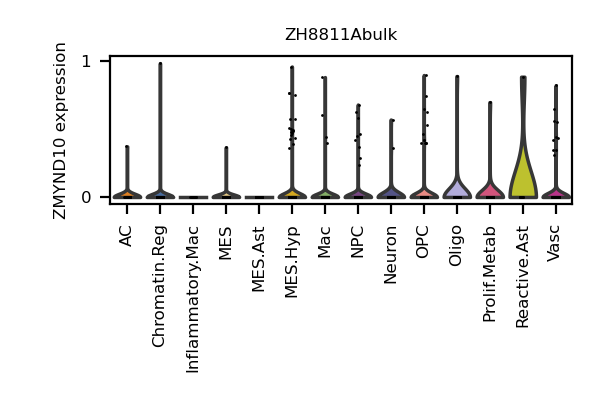 ZH8811Abulk
ZMYND10 expression
1
0
AC
Chromatin.Reg
Inflammatory.Mac
MES
MES.Ast
MES.Hyp
Mac
NPC
Neuron
OPC
Oligo
Prolif.Metab
Reactive.Ast
Vasc